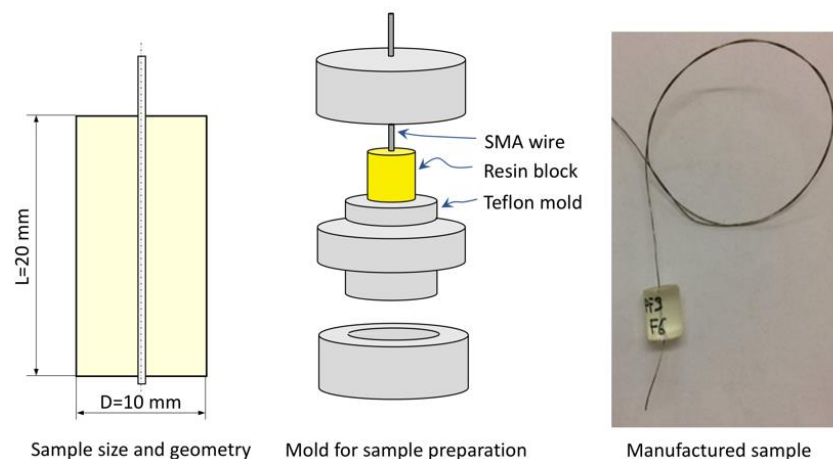 L=20 mm
D=10 mm
SMA wire
Resin block
Teflon mold
F6
Sample size and geometry
Mold for sample preparation
Manufactured sample